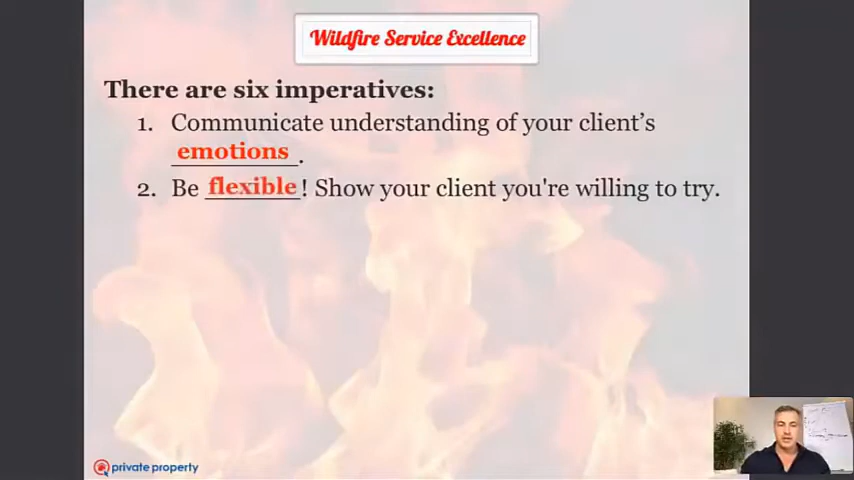 Wildfire Service Excellence
There are six imperatives:
1. Communicate understanding of your client's
emotions.
2. Be flexible! Show your client you're willing to try.
private property